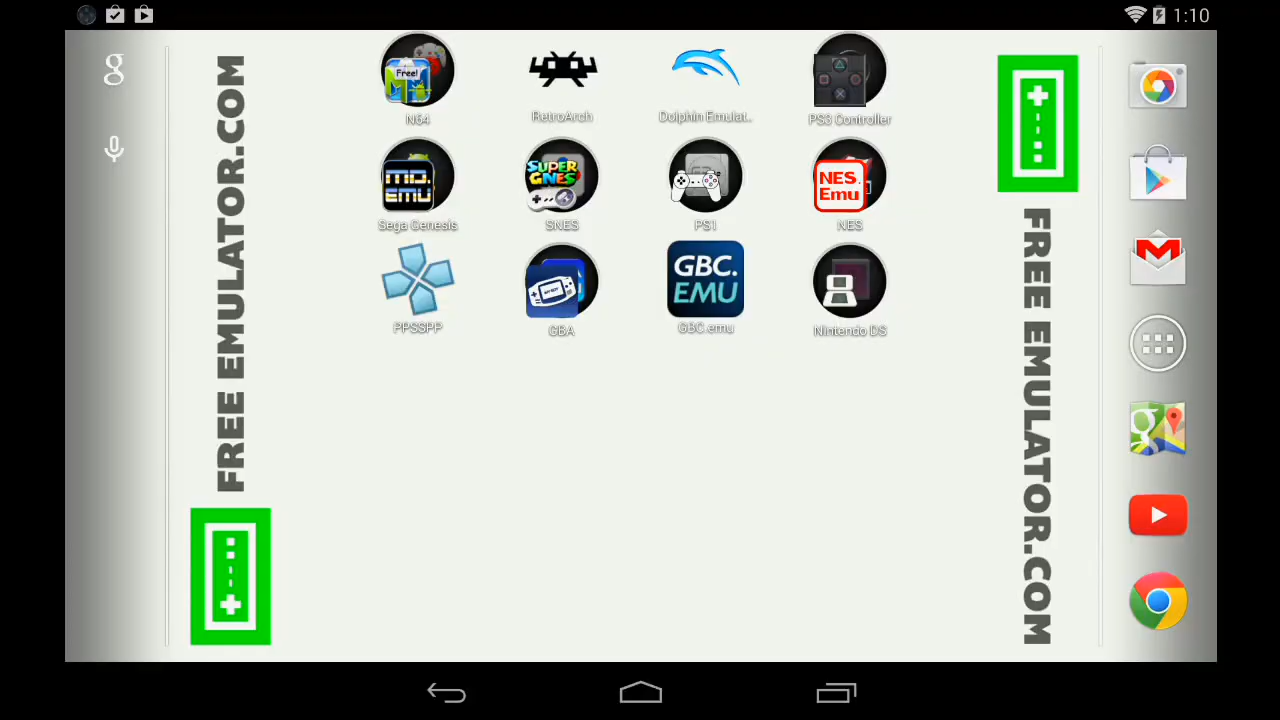 1:10
g
FREE EMULATOR.COM
Free!
N64
RetroArch
Dolphin Emulat..
PS3 Controller
MD.
EMU
Sega Genesis
SUPER
GNES
SNES
PS1
NES.
Emu
NES
PPSSPP
GBA
GBC.
EMU
GBC.emu
Nintendo DS
FREE EMULATOR.COM
g